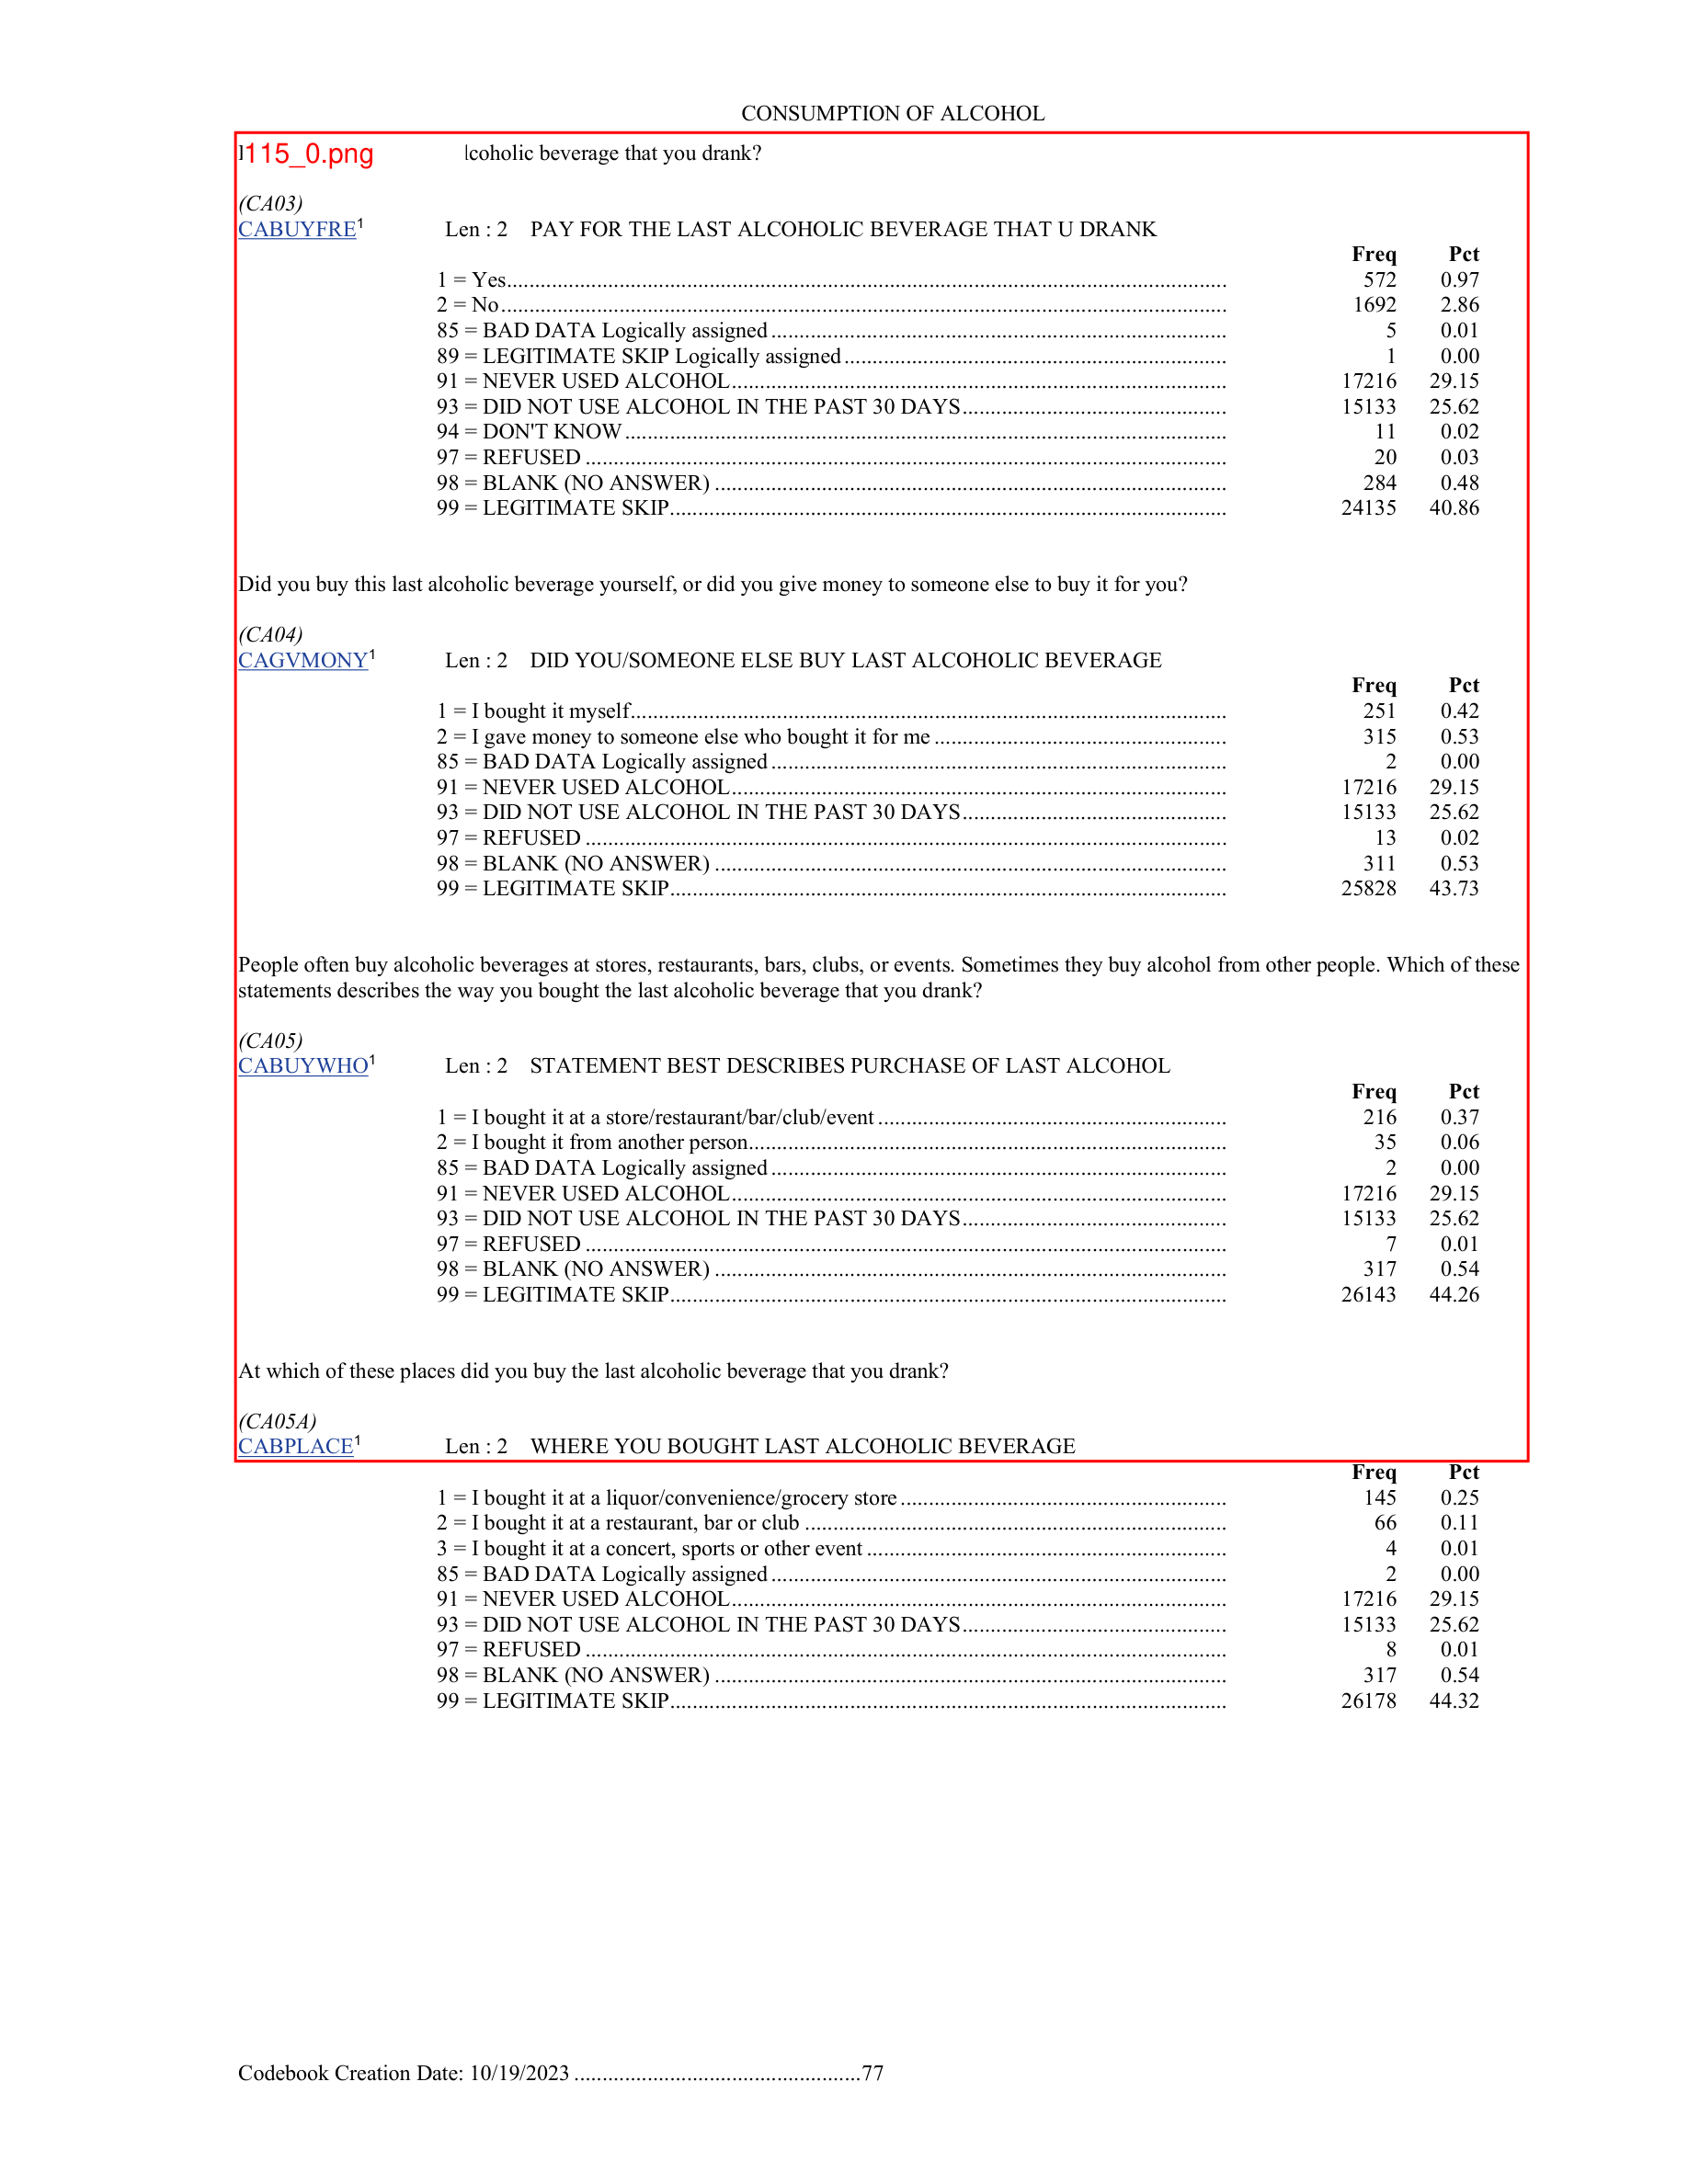 CONSUMPTION OF ALCOHOL
115_0.png lcoholic beverage that you drank?
(CA03)
CABUYFRE1 Len : 2 PAY FOR THE LAST ALCOHOLIC BEVERAGE THAT U DRANK
Freq Pct
1 = Yes 572 0.97
2 = No 1692 2.86
85 = BAD DATA Logically assigned 5 0.01
89 = LEGITIMATE SKIP Logically assigned 1 0.00
91 = NEVER USED ALCOHOL 17216 29.15
93 = DID NOT USE ALCOHOL IN THE PAST 30 DAYS 15133 25.62
94 = DON'T KNOW 11 0.02
97 = REFUSED 20 0.03
98 = BLANK (NO ANSWER) 284 0.48
99 = LEGITIMATE SKIP 24135 40.86
Did you buy this last alcoholic beverage yourself, or did you give money to someone else to buy it for you?
(CA04)
CAGVMONY1 Len : 2 DID YOU/SOMEONE ELSE BUY LAST ALCOHOLIC BEVERAGE
Freq Pct
1 = I bought it myself 251 0.42
2 = I gave money to someone else who bought it for me 315 0.53
85 = BAD DATA Logically assigned 2 0.00
91 = NEVER USED ALCOHOL 17216 29.15
93 = DID NOT USE ALCOHOL IN THE PAST 30 DAYS 15133 25.62
97 = REFUSED 13 0.02
98 = BLANK (NO ANSWER) 311 0.53
99 = LEGITIMATE SKIP 25828 43.73
People often buy alcoholic beverages at stores, restaurants, bars, clubs, or events. Sometimes they buy alcohol from other people. Which of these
statements describes the way you bought the last alcoholic beverage that you drank?
(CA05)
CABUYWHO1 Len : 2 STATEMENT BEST DESCRIBES PURCHASE OF LAST ALCOHOL
Freq Pct
1 = I bought it at a store/restaurant/bar/club/event 216 0.37
2 = I bought it from another person 35 0.06
85 = BAD DATA Logically assigned 2 0.00
91 = NEVER USED ALCOHOL 17216 29.15
93 = DID NOT USE ALCOHOL IN THE PAST 30 DAYS 15133 25.62
97 = REFUSED 7 0.01
98 = BLANK (NO ANSWER) 317 0.54
99 = LEGITIMATE SKIP 26143 44.26
At which of these places did you buy the last alcoholic beverage that you drank?
(CA05A)
CABPLACE1 Len : 2 WHERE YOU BOUGHT LAST ALCOHOLIC BEVERAGE
Freq Pct
1 = I bought it at a liquor/convenience/grocery store 145 0.25
2 = I bought it at a restaurant, bar or club 66 0.11
3 = I bought it at a concert, sports or other event 4 0.01
85 = BAD DATA Logically assigned 2 0.00
91 = NEVER USED ALCOHOL 17216 29.15
93 = DID NOT USE ALCOHOL IN THE PAST 30 DAYS 15133 25.62
97 = REFUSED 8 0.01
98 = BLANK (NO ANSWER) 317 0.54
99 = LEGITIMATE SKIP 26178 44.32
Codebook Creation Date: 10/19/2023 77